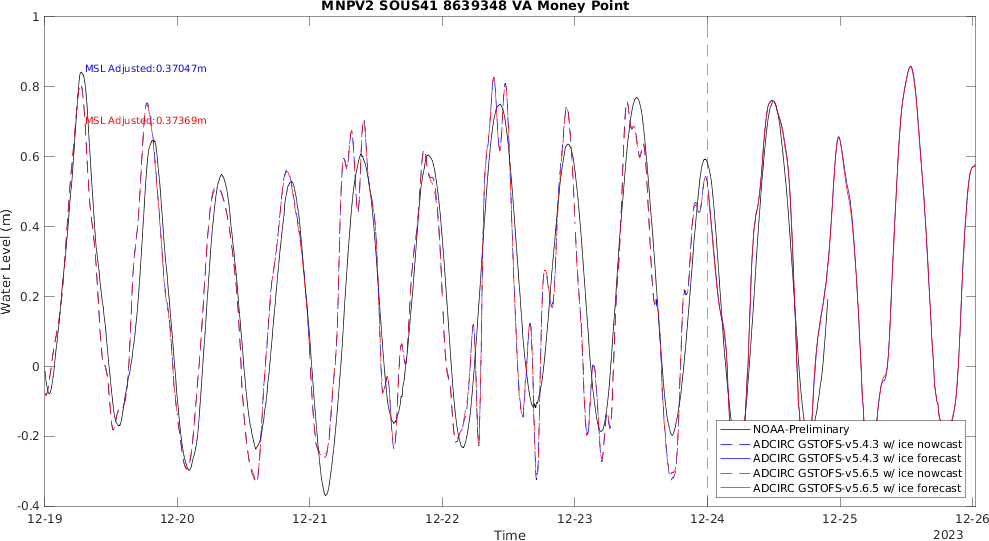 MNPV2 SOUS41 8639348 VA Money Point
1
MSL Adjusted:0.37047m
0.8
MSL Adjusted:0.37369m
0.6
0.4
Water Level (m)
0.2
0
-0.2
-0.4
NOAA-Preliminary
ADCIRC GSTOFS-v5.4.3 w/ ice nowcast
ADCIRC GSTOFS-v5.4.3 w/ ice forecast
ADCIRC GSTOFS-v5.6.5 w/ ice nowcast
ADCIRC GSTOFS-v5.6.5 w/ ice forecast
12-19 12-20 12-21 12-22 12-23 12-24 12-25 12-26
Time
2023